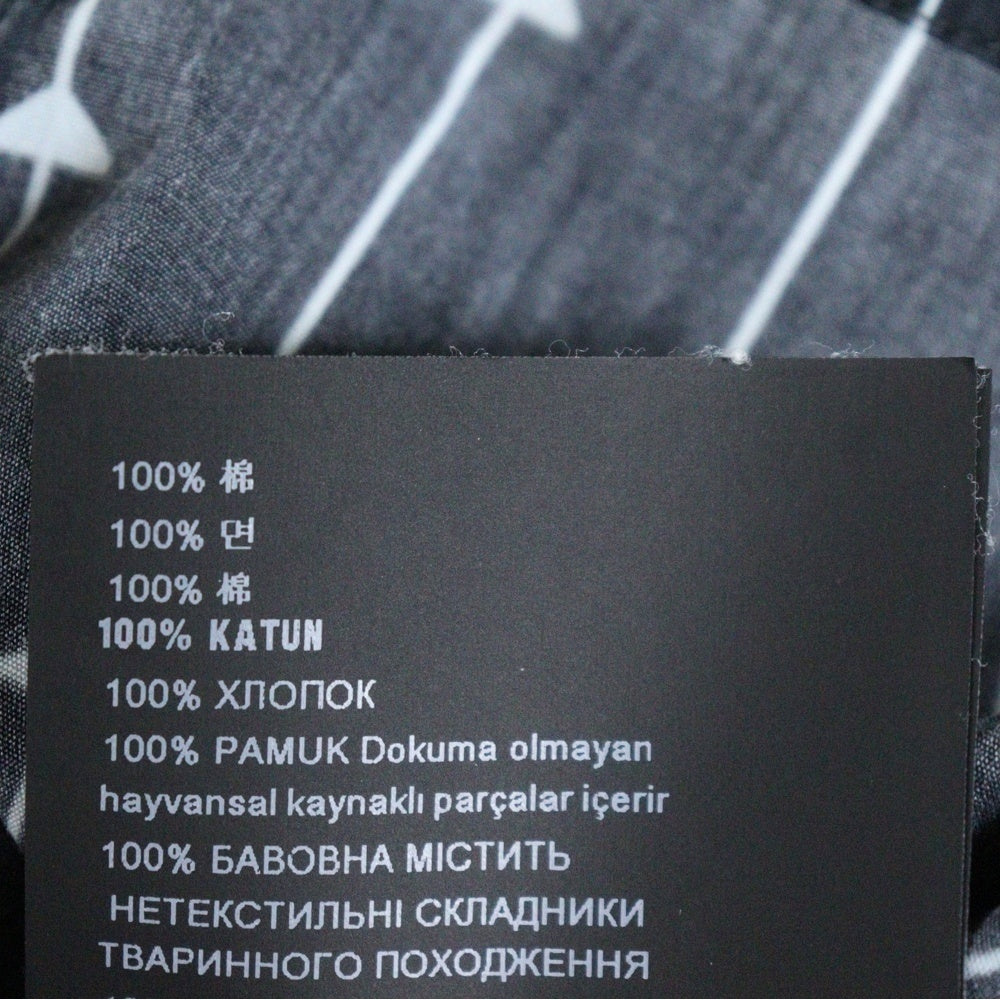 100% 棉
100% 면
100% 棉
100% KATUN
100% ХЛОПОК
100% PAMUK Dokuma olmayan
hayvansal kaynaklı parçalar içerir
100% БАВОВНА МІСТИТЬ
НЕТЕКСТИЛЬНІ СКЛАДНИКИ
ТВАРИННОГО ПОХОДЖЕННЯ